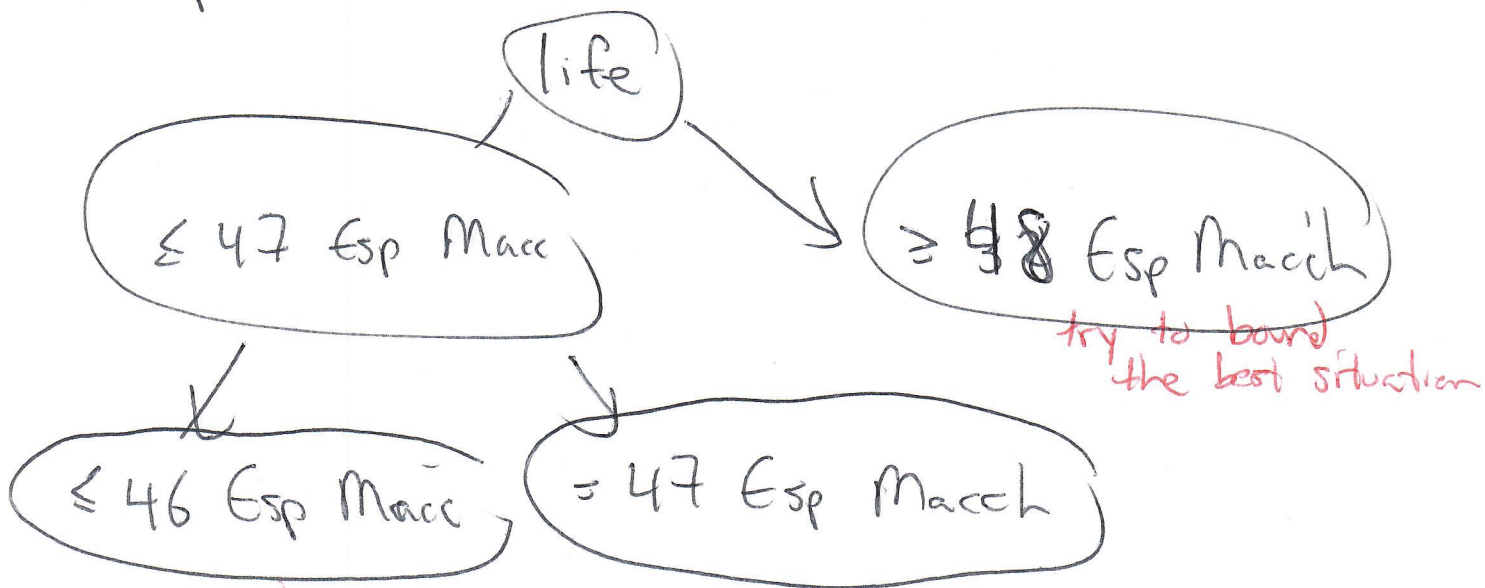 life
≤ 47 Esp Macc
≥ 48 Esp Macch
try to bound
the best situation
≤ 46 Esp Macc
= 47 Esp Macch